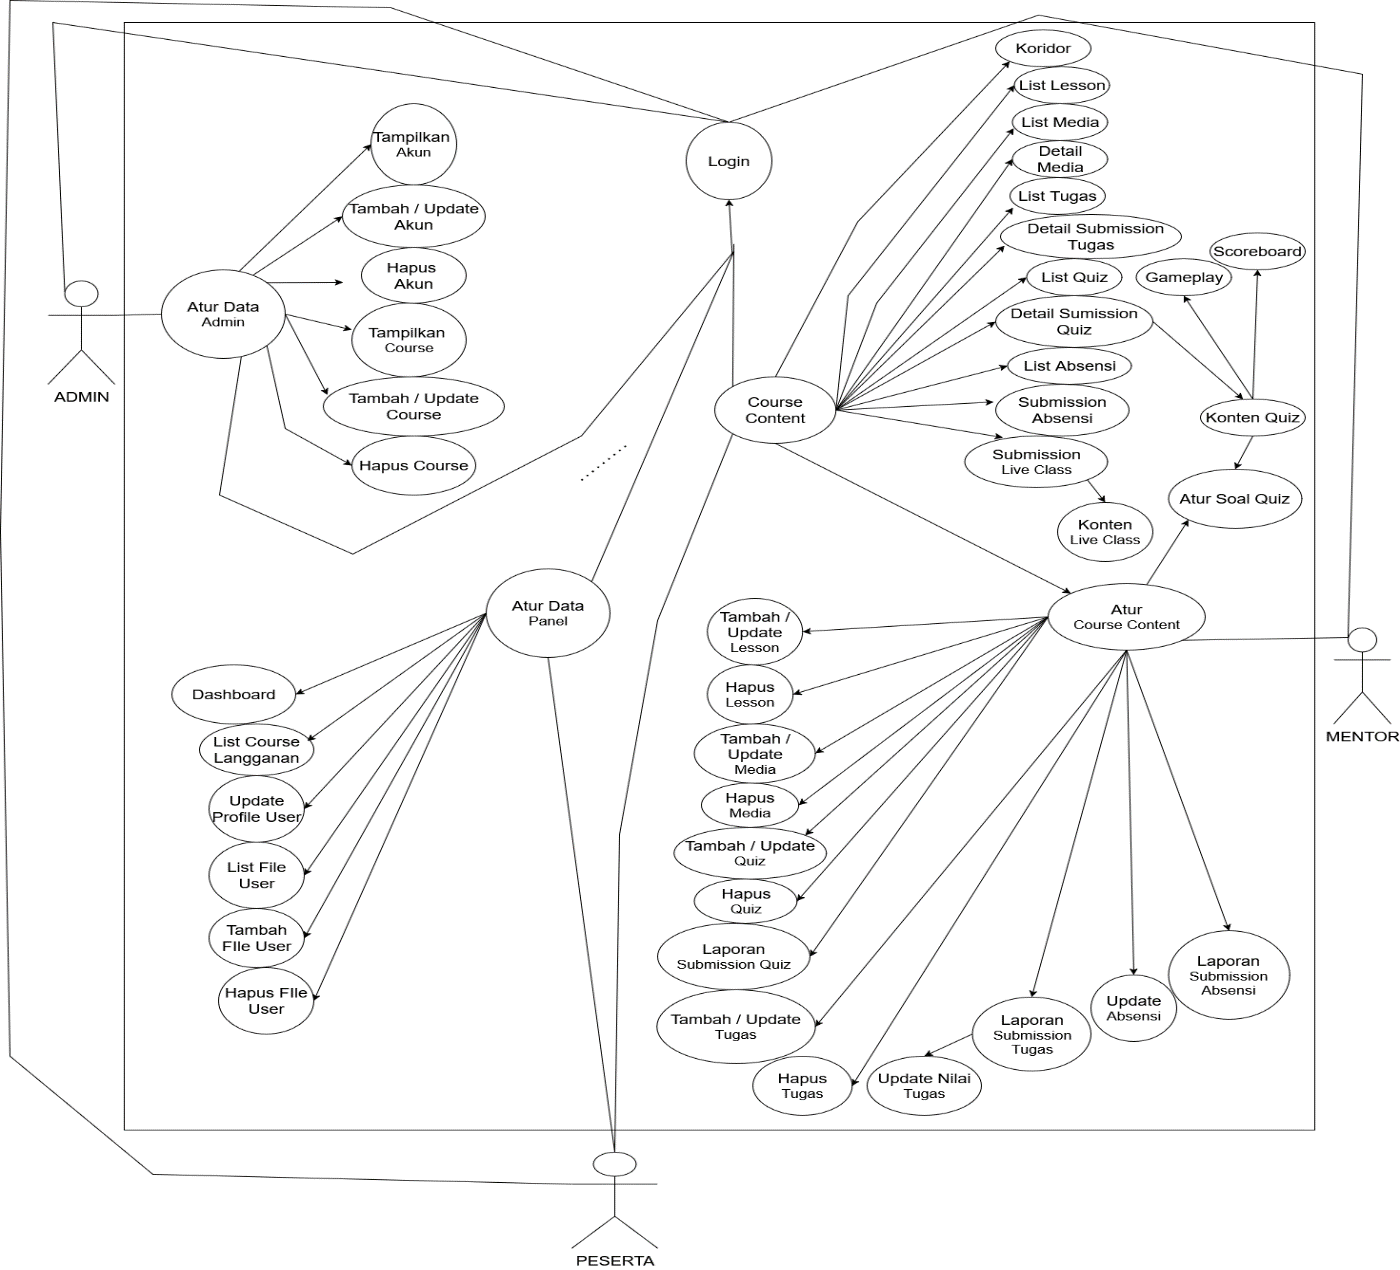 Koridor
List Lesson
List Media
Detail
Media
List Tugas
Detail Submission
Tugas
List Quiz
Detail Sumission
Quiz
List Absensi
Submission
Absensi
Submission
Live Class
Konten
Live Class
Gameplay
Scoreboard
Konten Quiz
Atur Soal Quiz
Login
Tampilkan
Akun
Tambah / Update
Akun
Hapus
Akun
Tampilkan
Course
Tambah / Update
Course
Hapus Course
Atur Data
Admin
ADMIN
Course
Content
Atur Data
Panel
Dashboard
List Course
Langganan
Update
Profile User
List File
User
Tambah
FIle User
Hapus FIle
User
Atur
Course Content
MENTOR
Tambah /
Update
Lesson
Hapus
Lesson
Tambah /
Update
Media
Hapus
Media
Tambah / Update
Quiz
Hapus
Quiz
Laporan
Submission Quiz
Tambah / Update
Tugas
Hapus
Tugas
Update Nilai
Tugas
Laporan
Submission
Tugas
Update
Absensi
Laporan
Submission
Absensi
PESERTA